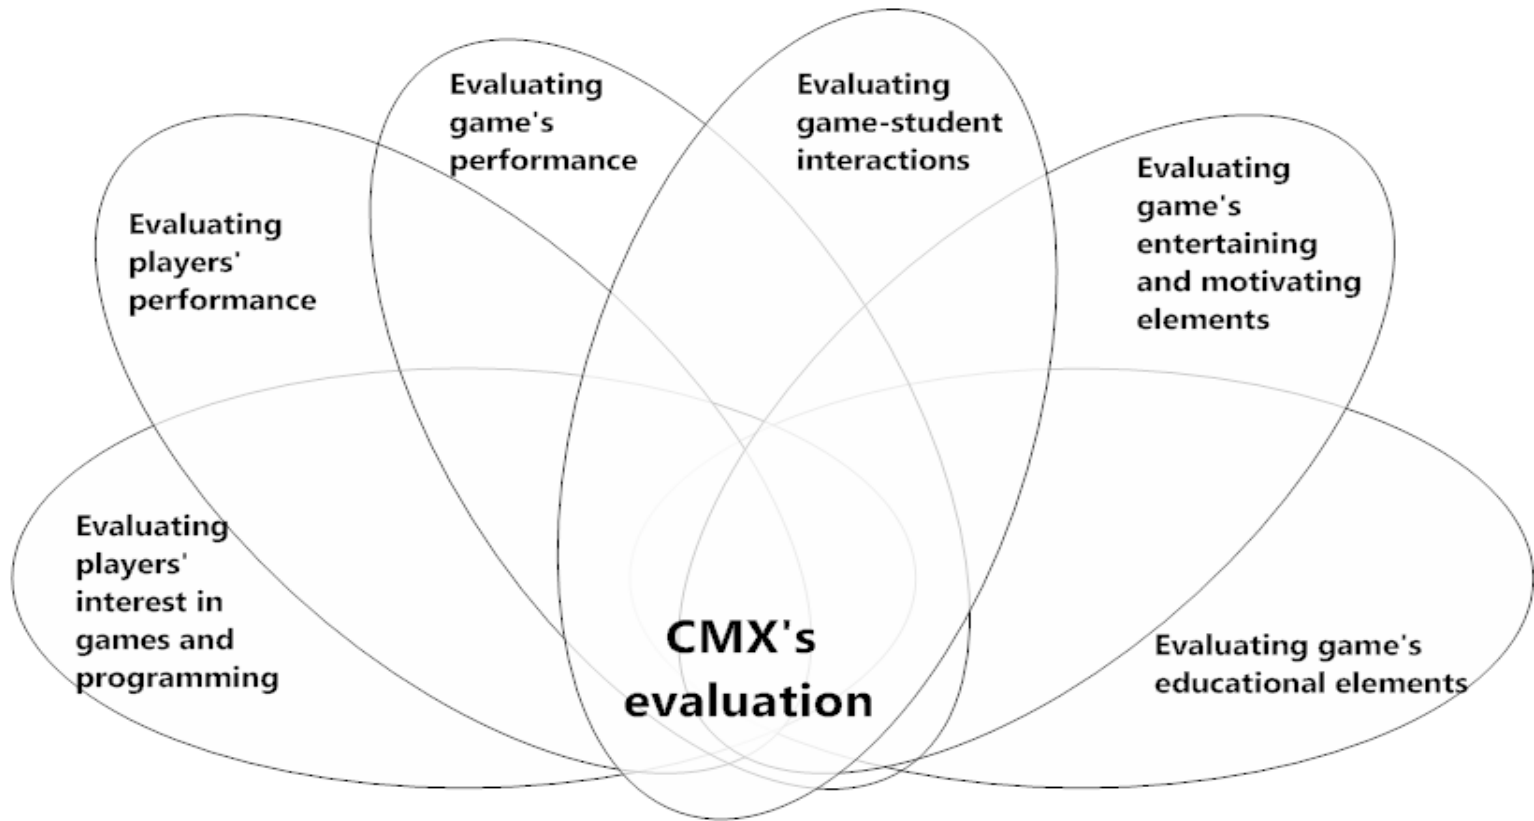 Evaluating
game's
performance
Evaluating
game-student
interactions
Evaluating
game's
entertaining
and motivating
elements
Evaluating
players'
performance
Evaluating
players'
interest in
games and
programming
CMX's
evaluation
Evaluating game's
educational elements